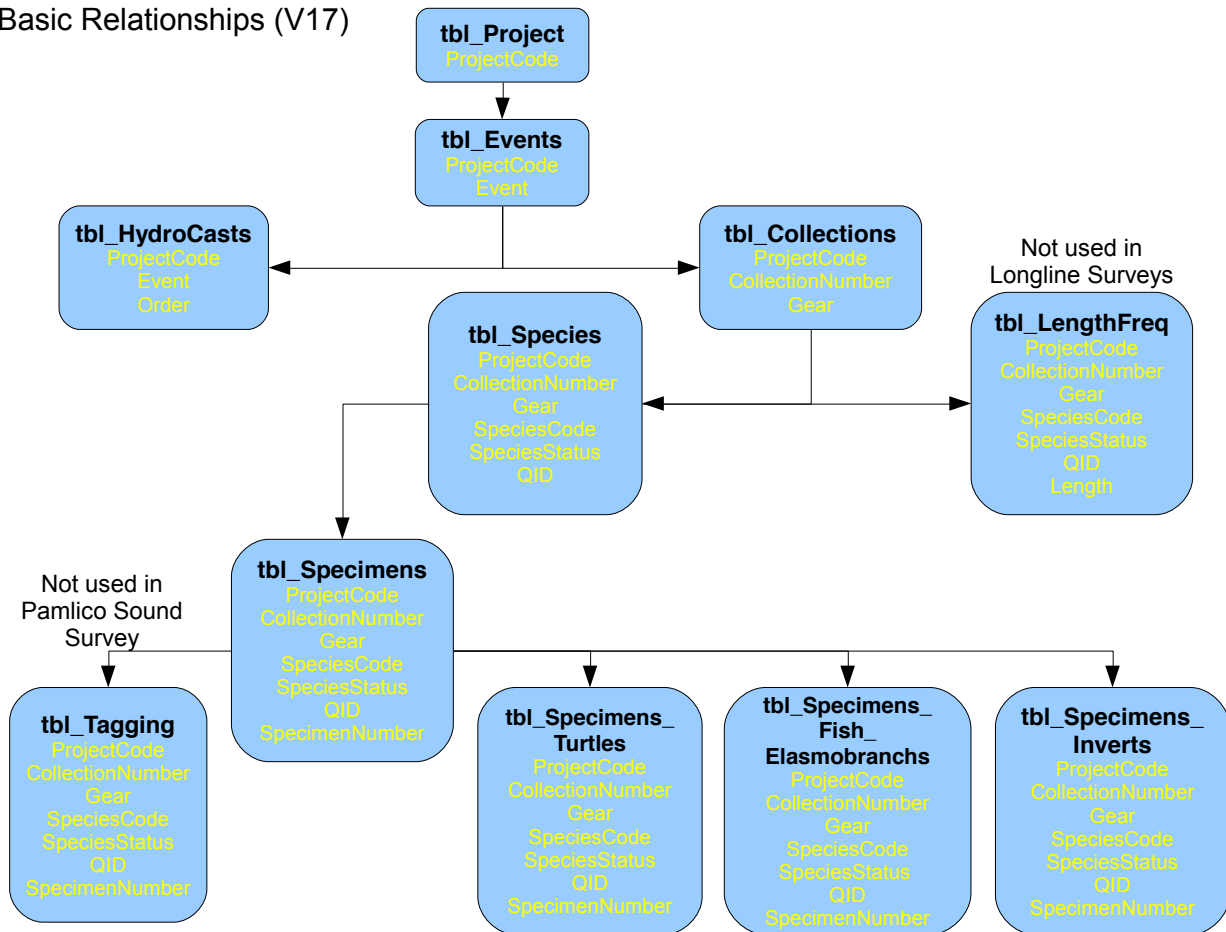 Basic Relationships (V17)
tbl_Project
ProjectCode
tbl_Events
ProjectCode
Event
tbl_HydroCasts
ProjectCode
Event
Order
tbl_Collections
ProjectCode
CollectionNumber
Gear
Not used in
Longline Surveys
tbl_LengthFreq
ProjectCode
CollectionNumber
Gear
SpeciesCode
SpeciesStatus
QID
Length
tbl_Species
ProjectCode
CollectionNumber
Gear
SpeciesCode
SpeciesStatus
QID
tbl_Specimens
ProjectCode
CollectionNumber
Gear
SpeciesCode
SpeciesStatus
QID
SpecimenNumber
Not used in
Pamlico Sound
Survey
tbl_Tagging
ProjectCode
CollectionNumber
Gear
SpeciesCode
SpeciesStatus
QID
SpecimenNumber
tbl_Specimens_
Turtles
ProjectCode
CollectionNumber
Gear
SpeciesCode
SpeciesStatus
QID
SpecimenNumber
tbl_Specimens_
Fish_
Elasmobranchs
ProjectCode
CollectionNumber
Gear
SpeciesCode
SpeciesStatus
QID
SpecimenNumber
tbl_Specimens_
Inverts
ProjectCode
CollectionNumber
Gear
SpeciesCode
SpeciesStatus
QID
SpecimenNumber